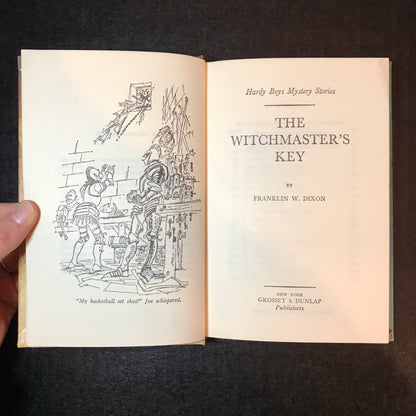 "My basketball set shot!" Joe whispered.
Hardy Boys Mystery Stories
THE
WITCHMASTER'S
KEY
BY
FRANKLIN W. DIXON
NEW YORK
GROSSET & DUNLAP
Publishers